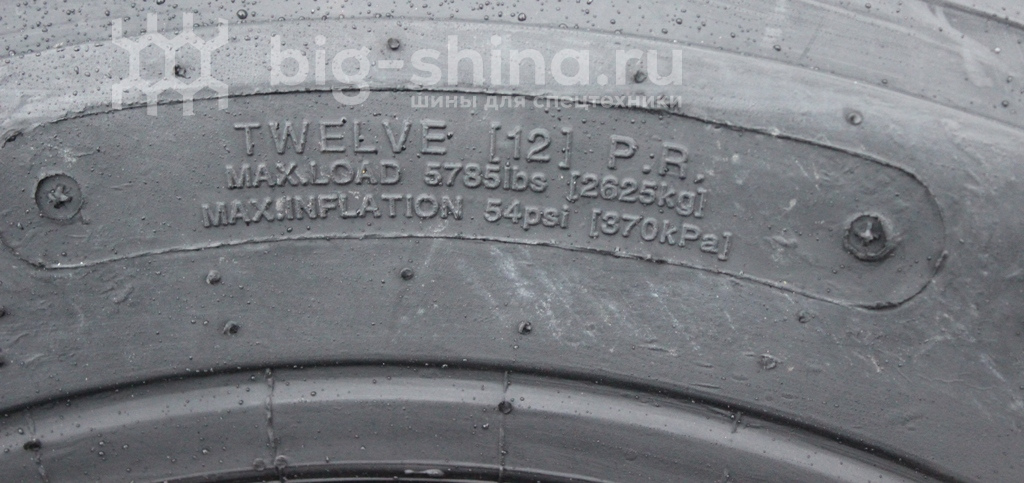 big-shina.ru
шины для спецтехники
TWELVE [12] P.R.
MAX.LOAD 5785lbs [2625kg]
MAX.INFLATION 54psi [370kPa]